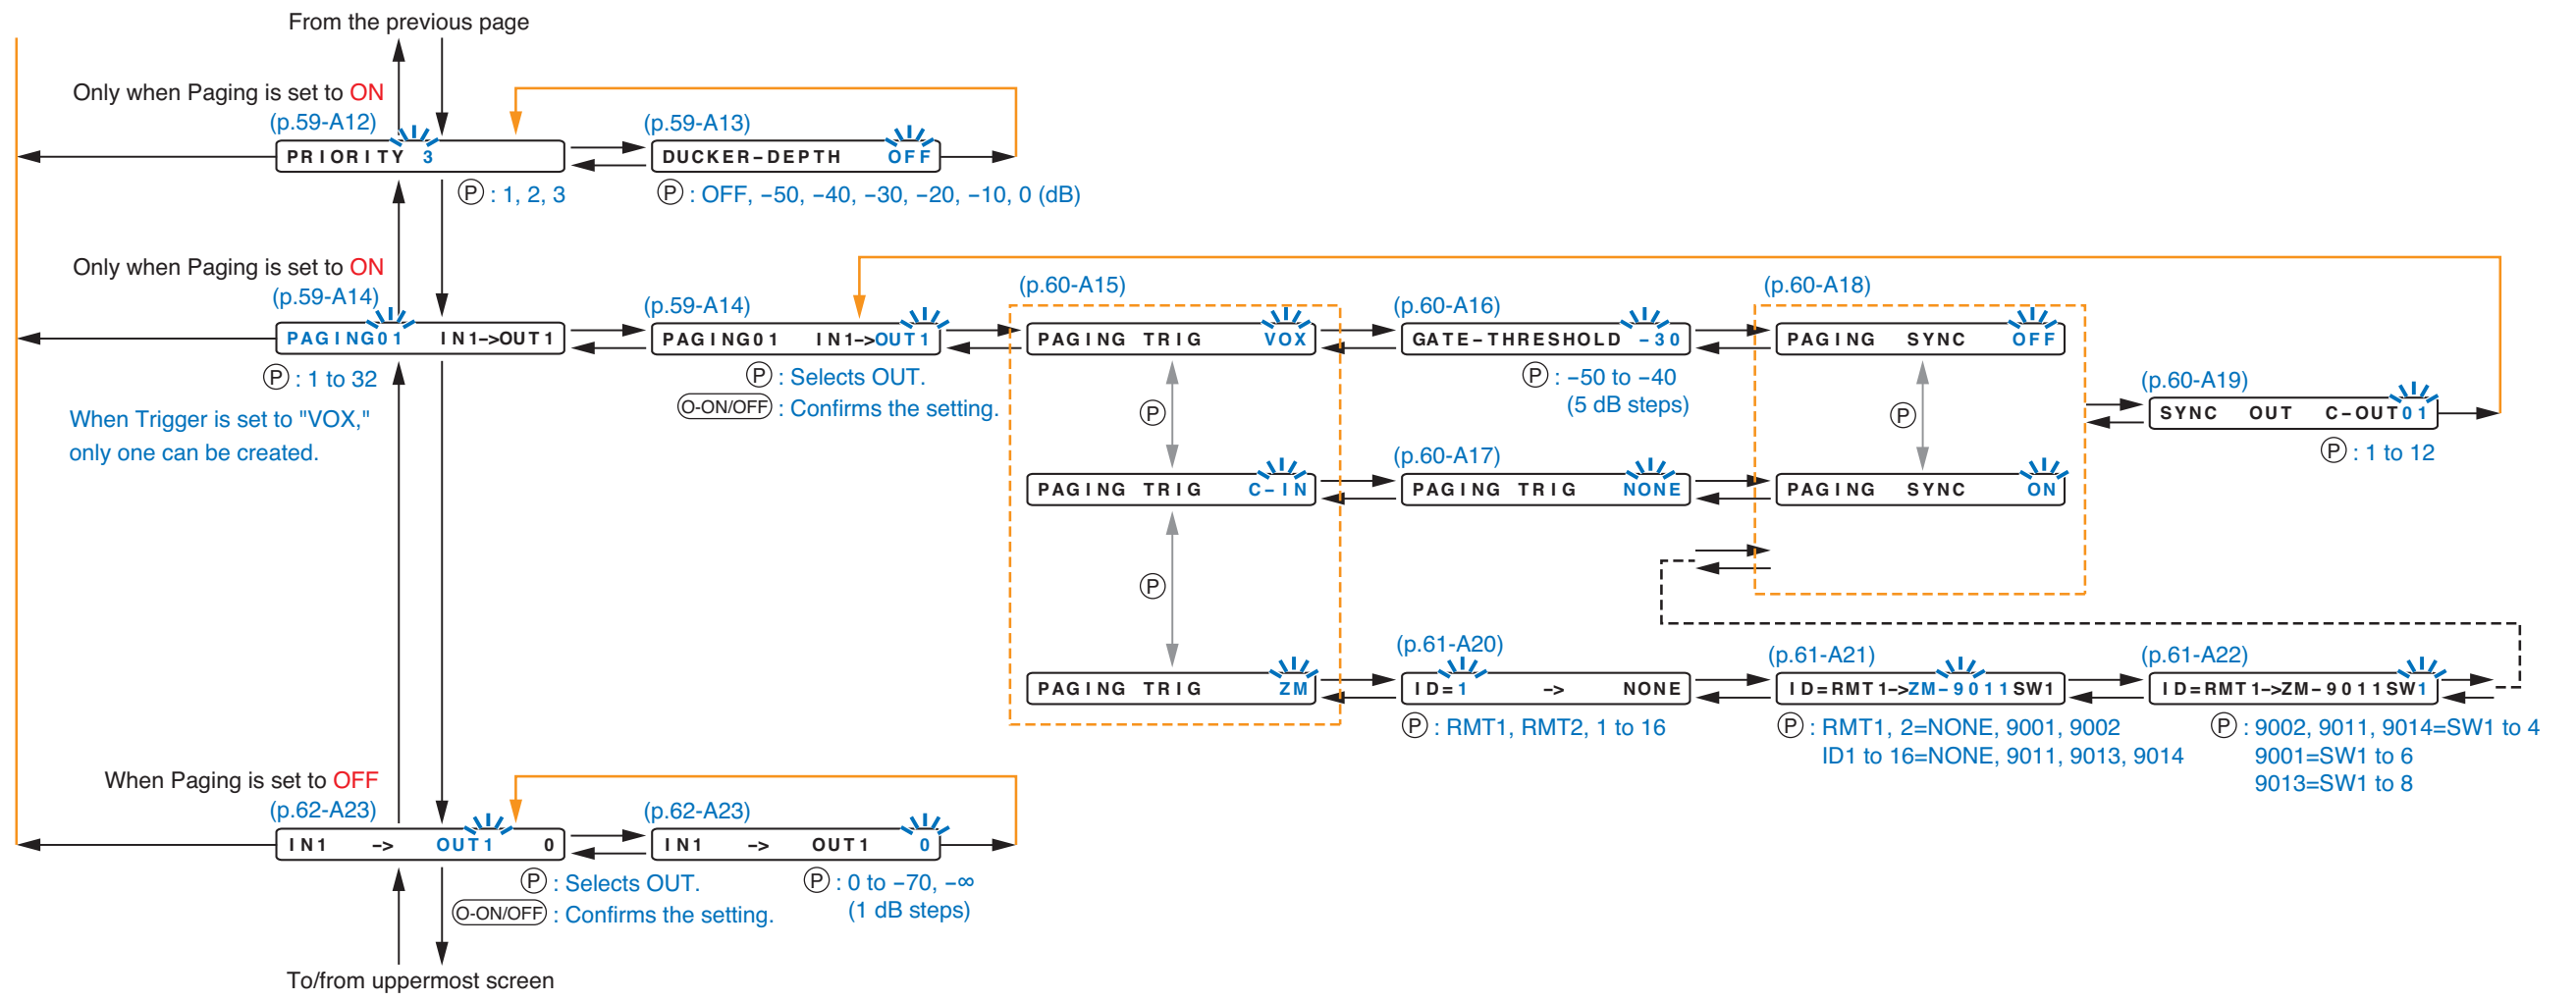 From the previous page
Only when Paging is set to ON
(p.59-A12)
PRIORITY 3
Ⓟ : 1, 2, 3
(p.59-A13)
DUCKER−DEPTH OFF
Ⓟ : OFF, −50, −40, −30, −20, −10, 0 (dB)
Only when Paging is set to ON
(p.59-A14)
PAGING01 IN1−>OUT1
Ⓟ : 1 to 32
When Trigger is set to "VOX,"
only one can be created.
(p.59-A14)
PAGING01 IN1−>OUT1
Ⓟ : Selects OUT.
O-ON/OFF : Confirms the setting.
(p.60-A15)
PAGING TRIG VOX
Ⓟ
PAGING TRIG C−IN
Ⓟ
PAGING TRIG ZM
(p.60-A16)
GATE−THRESHOLD −30
Ⓟ : −50 to −40
(5 dB steps)
(p.60-A17)
PAGING TRIG NONE
(p.60-A18)
PAGING SYNC OFF
Ⓟ
PAGING SYNC ON
(p.60-A19)
SYNC OUT C−OUT01
Ⓟ : 1 to 12
(p.61-A20)
ID=1 −> NONE
Ⓟ : RMT1, RMT2, 1 to 16
(p.61-A21)
ID=RMT1−>ZM−9011SW1
Ⓟ : RMT1, 2=NONE, 9001, 9002
ID1 to 16=NONE, 9011, 9013, 9014
(p.61-A22)
ID=RMT1−>ZM−9011SW1
Ⓟ : 9002, 9011, 9014=SW1 to 4
9001=SW1 to 6
9013=SW1 to 8
When Paging is set to OFF
(p.62-A23)
IN1 −> OUT1 0
Ⓟ : Selects OUT.
O-ON/OFF : Confirms the setting.
(p.62-A23)
IN1 −> OUT1 0
Ⓟ : 0 to −70, −∞
(1 dB steps)
To/from uppermost screen